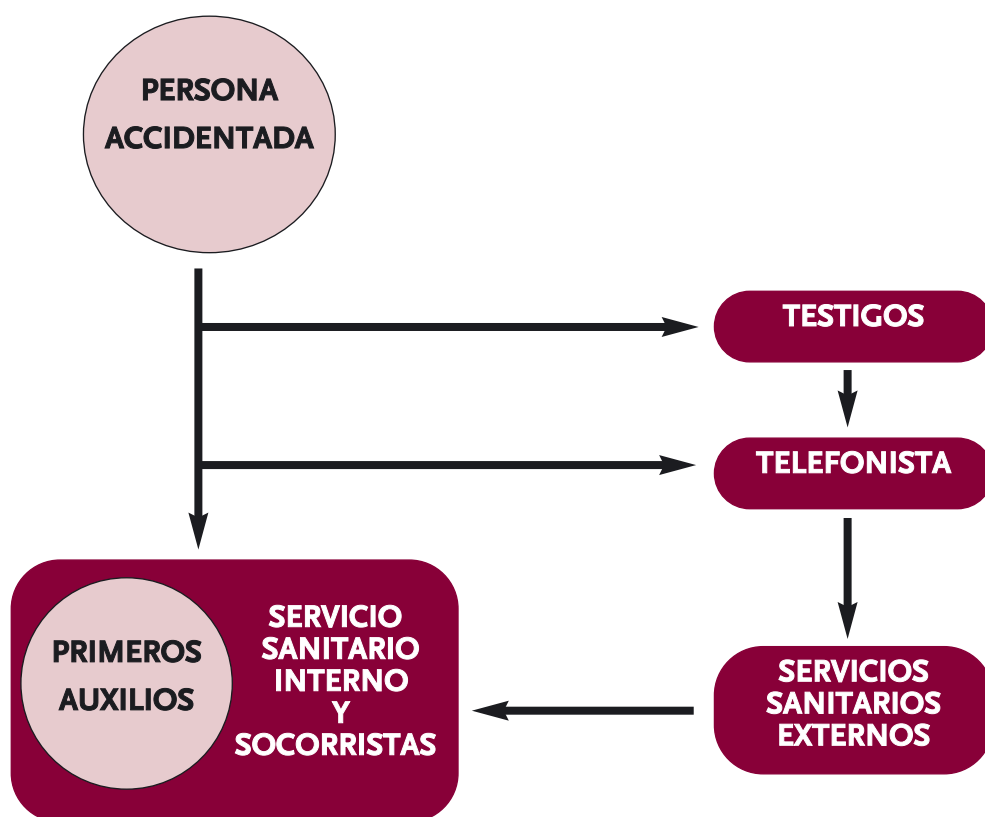 PERSONA
ACCIDENTADA
TESTIGOS
TELEFONISTA
PRIMEROS
AUXILIOS
SERVICIO
SANITARIO
INTERNO
Y
SOCORRISTAS
SERVICIOS
SANITARIOS
EXTERNOS